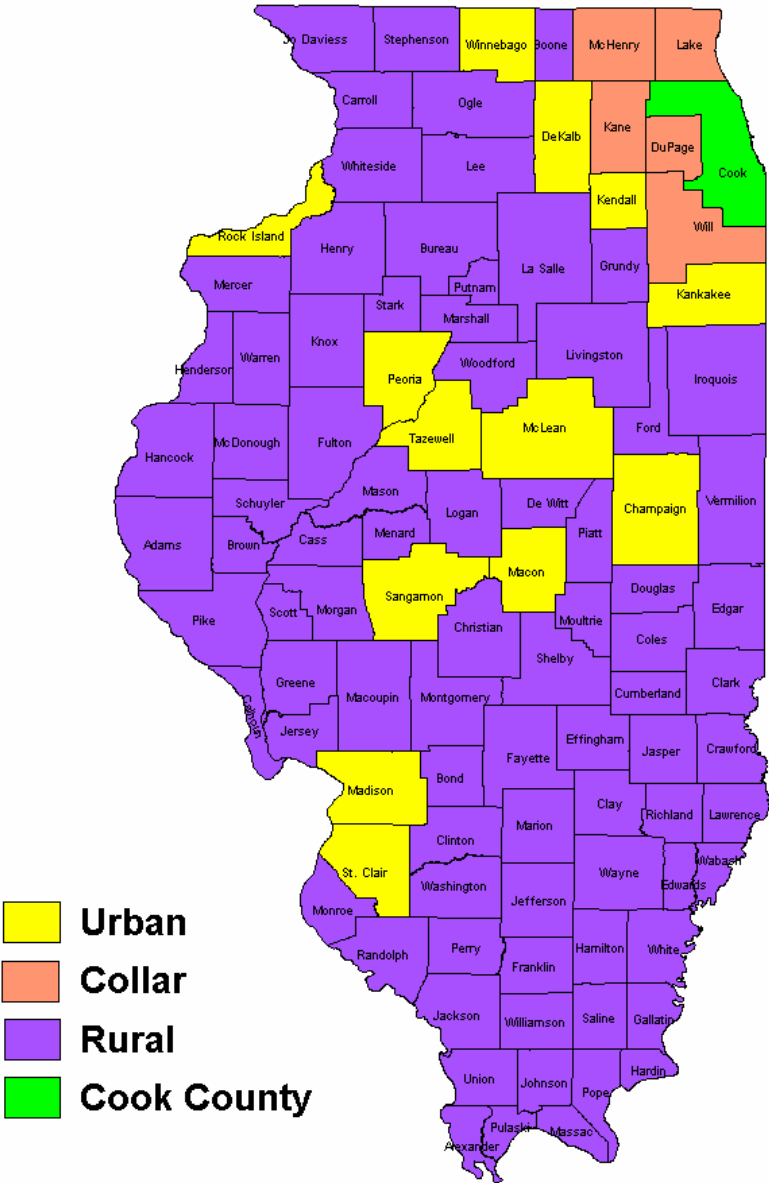 Jo Daviess
Stephenson
Winnebago
Boone
McHenry
Lake
Carroll
Ogle
DeKalb
Kane
DuPage
Cook
Whiteside
Lee
Kendall
Rock Island
Henry
Bureau
La Salle
Grundy
Will
Mercer
Putnam
Kankakee
Stark
Marshall
Henderson
Warren
Knox
Peoria
Woodford
Livingston
Iroquois
Hancock
McDonough
Fulton
Tazewell
McLean
Ford
Schuyler
Mason
Logan
De Witt
Champaign
Vermilion
Adams
Brown
Cass
Menard
Piatt
Macon
Sangamon
Pike
Scott
Morgan
Christian
Moultrie
Douglas
Edgar
Coles
Shelby
Greene
Macoupin
Montgomery
Cumberland
Clark
Calhoun
Jersey
Fayette
Effingham
Jasper
Crawford
Madison
Bond
Clay
Richland
Lawrence
Marion
Clinton
St. Clair
Washington
Wayne
Edwards
Wabash
Monroe
Jefferson
Randolph
Perry
Franklin
Hamilton
White
Jackson
Williamson
Saline
Gallatin
Union
Johnson
Pope
Hardin
Alexander
Pulaski
Massac
Urban
Collar
Rural
Cook County